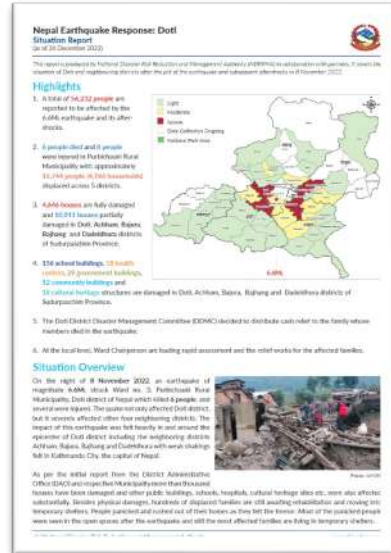 Nepal Earthquake Response: Doti
Situation Report
(as of 26 December 2022)
Highlights
1. A total of 56,232 people are
reported to be affected by the
6.6ML earthquake and its after-
shocks.
2. 6 people died and 8 people
were injured in Purbichauki Rural
Municipality with approximately
displaced across 5 districts.
3. houses are fully damaged
and houses partially
damaged in Doti, Achham, Bajura,
Bajhang and Dadeldhura districts
of Sudurpaschim Province.
4. school buildings, health
centres, 29 government buildings,
12 community buildings and
cultural heritage structures are damaged in Doti, Achham, Bajura, Bajhang and Dadeldhura districts of
Sudurpaschim Province.
Light
Moderate
Severe
Data Collection Ongoing
National Park Area
6.6ML
5. The Doti District Disaster Management Committee (DDMC) decided to distribute cash relief to the family whose
members died in the earthquake.
6. At the local level, Ward Chairperson are leading rapid assessment and the relief works for the affected families.
Situation Overview
On the night of 8 November 2022, an earthquake of
magnitude 6.6ML struck Ward no. 3, Purbichauki Rural
Municipality, Doti district of Nepal which killed 6 people, and
several were injured. The quake not only affected Doti district,
but it severely affected other four neighboring districts. The
impact of this earthquake was felt heavily in and around the
epicenter of Doti district including the neighboring districts
Achham, Bajura, Bajhang and Dadeldhura with weak shakings
felt in Kathmandu City, the capital of Nepal.
As per the initial report from the District Administrative
Office (DAO) and respective Municipality more than thousand
houses have been damaged and other public buildings, schools, hospitals, cultural heritage sites etc. were also affected
substantially. Besides physical damages, hundreds of displaced families are still awaiting rehabilitation and moving into
temporary shelters. People panicked and rushed out of their houses as they felt the tremor. Most of the panicked people
were seen in the open spaces after the earthquake and still the most affected families are living in temporary shelters.